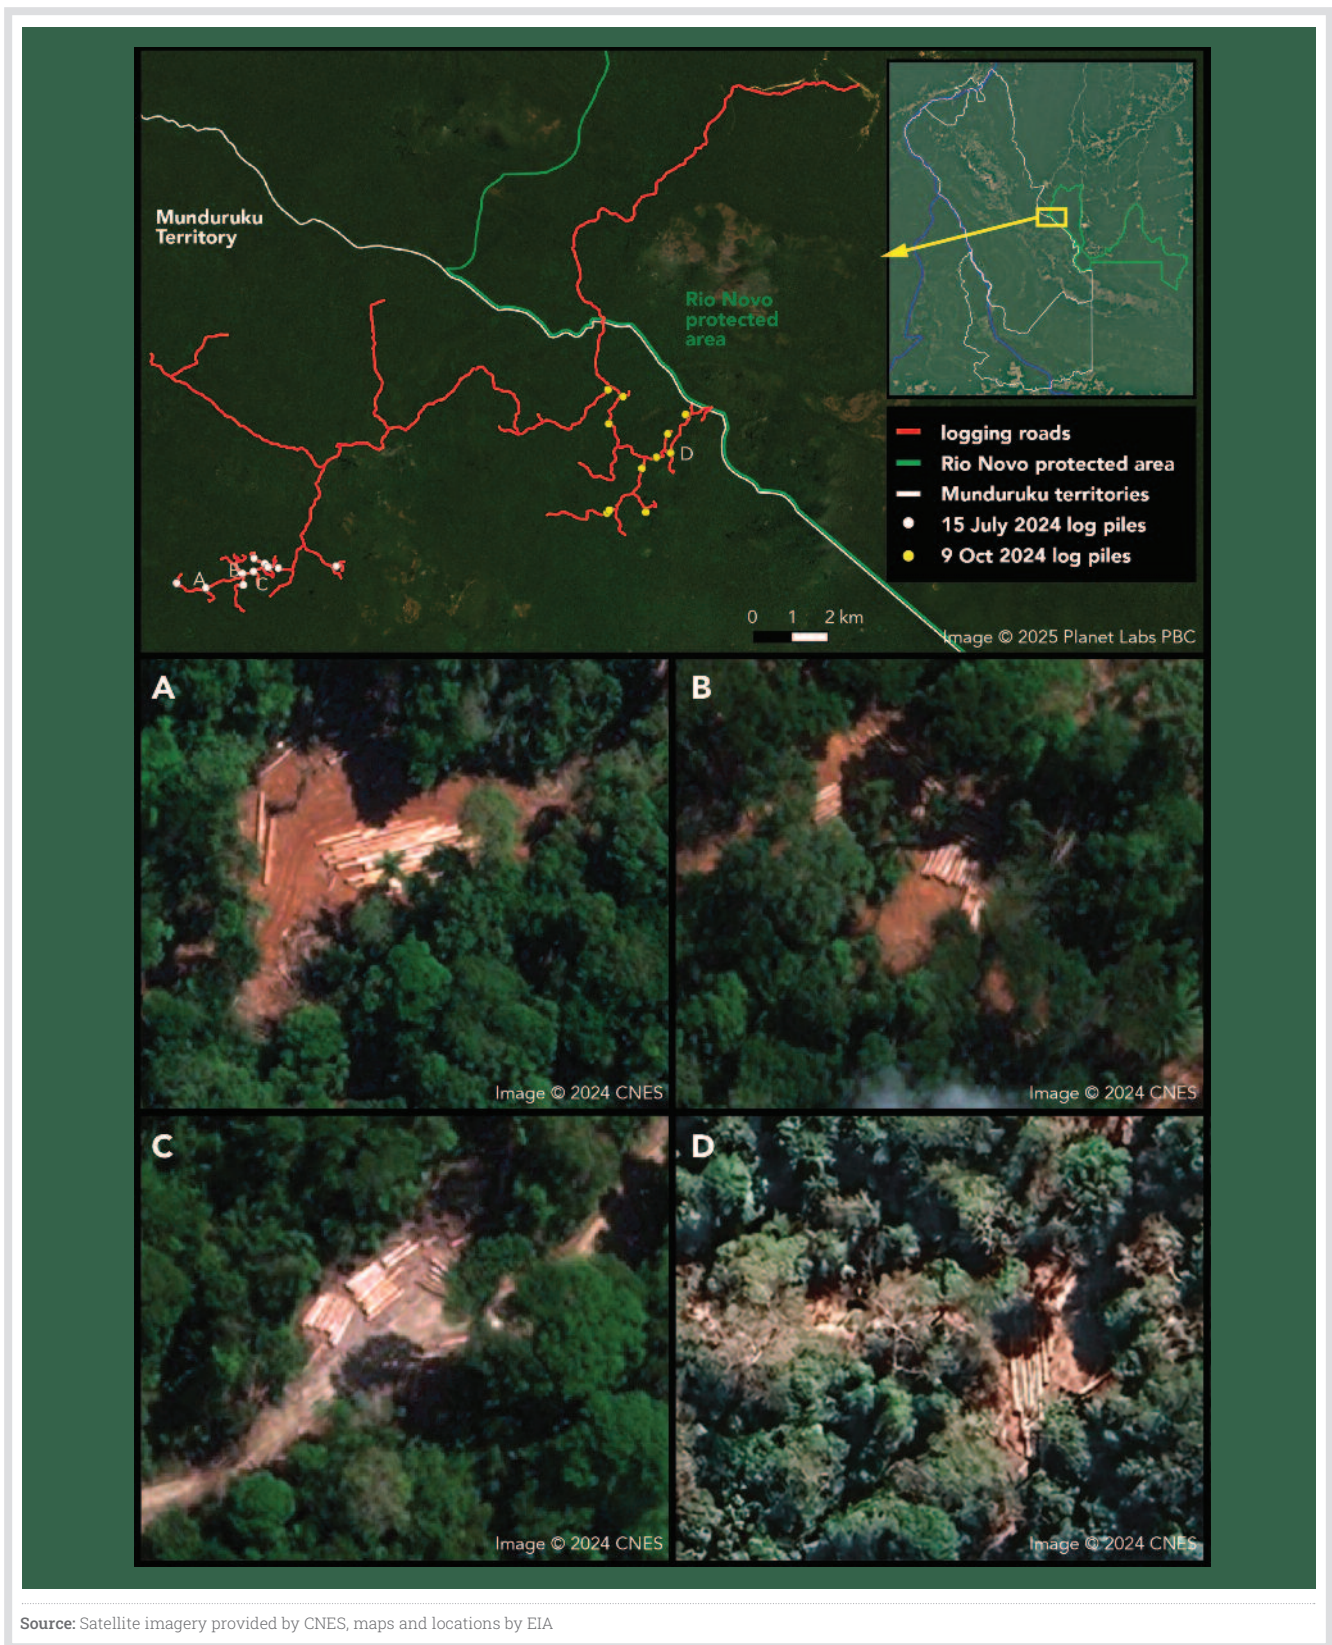 Munduruku
Territory
Rio Novo
protected
area
logging roads
Rio Novo protected area
Munduruku territories
15 July 2024 log piles
9 Oct 2024 log piles
A
B
C
D
0 1 2 km
Image © 2025 Planet Labs PBC
A
Image © 2024 CNES
B
Image © 2024 CNES
C
Image © 2024 CNES
D
Image © 2024 CNES
Source: Satellite imagery provided by CNES, maps and locations by EIA